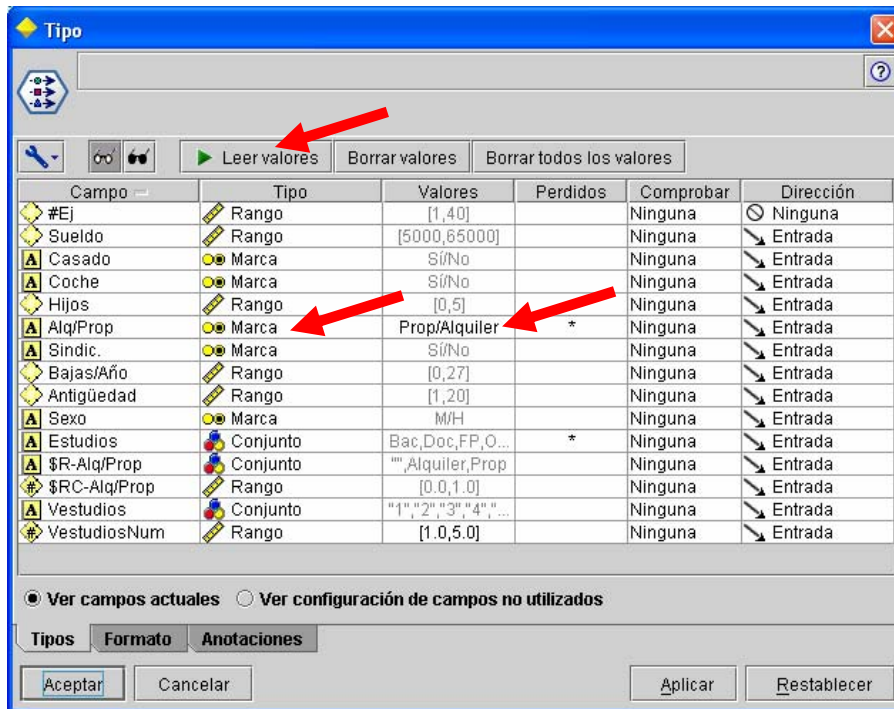 Tipo
Leer valores Borrar valores Borrar todos los valores
Campo Tipo Valores Perdidos Comprobar Dirección
#Ej Rango [1,40] Ninguna Ninguna
Sueldo Rango [5000,65000] Ninguna Entrada
A Casado Marca Sí/No Ninguna Entrada
A Coche Marca Sí/No Ninguna Entrada
Hijos Rango [0,5] Ninguna Entrada
A Alq/Prop Marca Prop/Alquiler * Ninguna Entrada
A Sindic. Marca Sí/No Ninguna Entrada
Bajas/Año Rango [0,27] Ninguna Entrada
Antigüedad Rango [1,20] Ninguna Entrada
A Sexo Marca M/H Ninguna Entrada
A Estudios Conjunto Bac,Doc,FP,O... * Ninguna Entrada
A $R-Alq/Prop Conjunto "",Alquiler,Prop Ninguna Entrada
# $RC-Alq/Prop Rango [0.0,1.0] Ninguna Entrada
A Vestudios Conjunto "1","2","3","4","... Ninguna Entrada
# VestudiosNum Rango [1.0,5.0] Ninguna Entrada
Ver campos actuales Ver configuración de campos no utilizados
Tipos Formato Anotaciones
Aceptar Cancelar Aplicar Restablecer